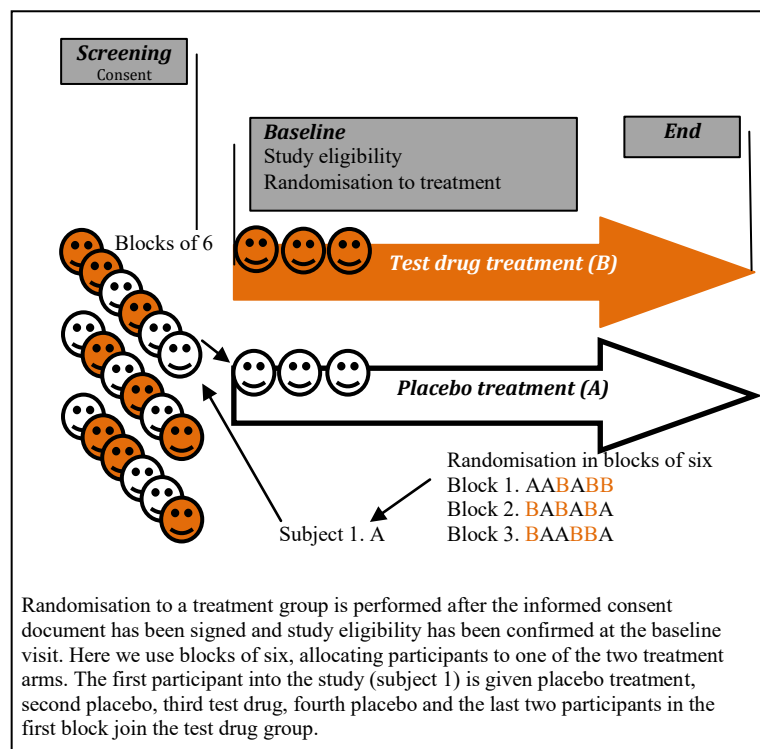 Screening
Consent
Baseline
Study eligibility
Randomisation to treatment
End
Blocks of 6
Test drug treatment (B)
Placebo treatment (A)
Randomisation in blocks of six
Block 1. AABABB
Block 2. BABABA
Block 3. BAABBA
Subject 1. A
Randomisation to a treatment group is performed after the informed consent
document has been signed and study eligibility has been confirmed at the baseline
visit. Here we use blocks of six, allocating participants to one of the two treatment
arms. The first participant into the study (subject 1) is given placebo treatment,
second placebo, third test drug, fourth placebo and the last two participants in the
first block join the test drug group.